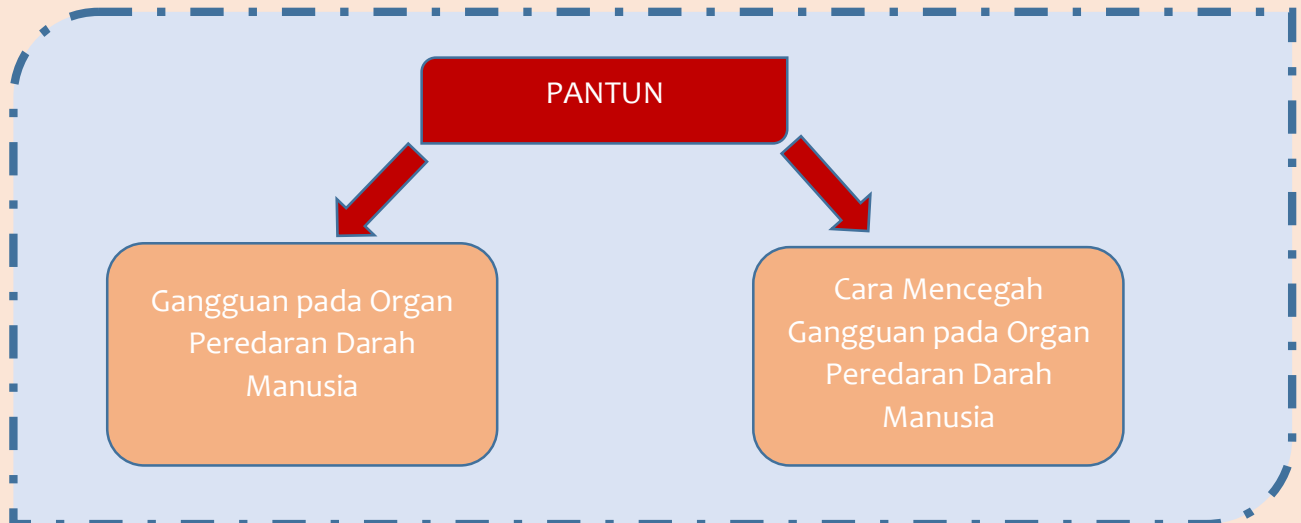 PANTUN
Gangguan pada Organ
Peredaran Darah
Manusia
Cara Mencegah
Gangguan pada Organ
Peredaran Darah
Manusia